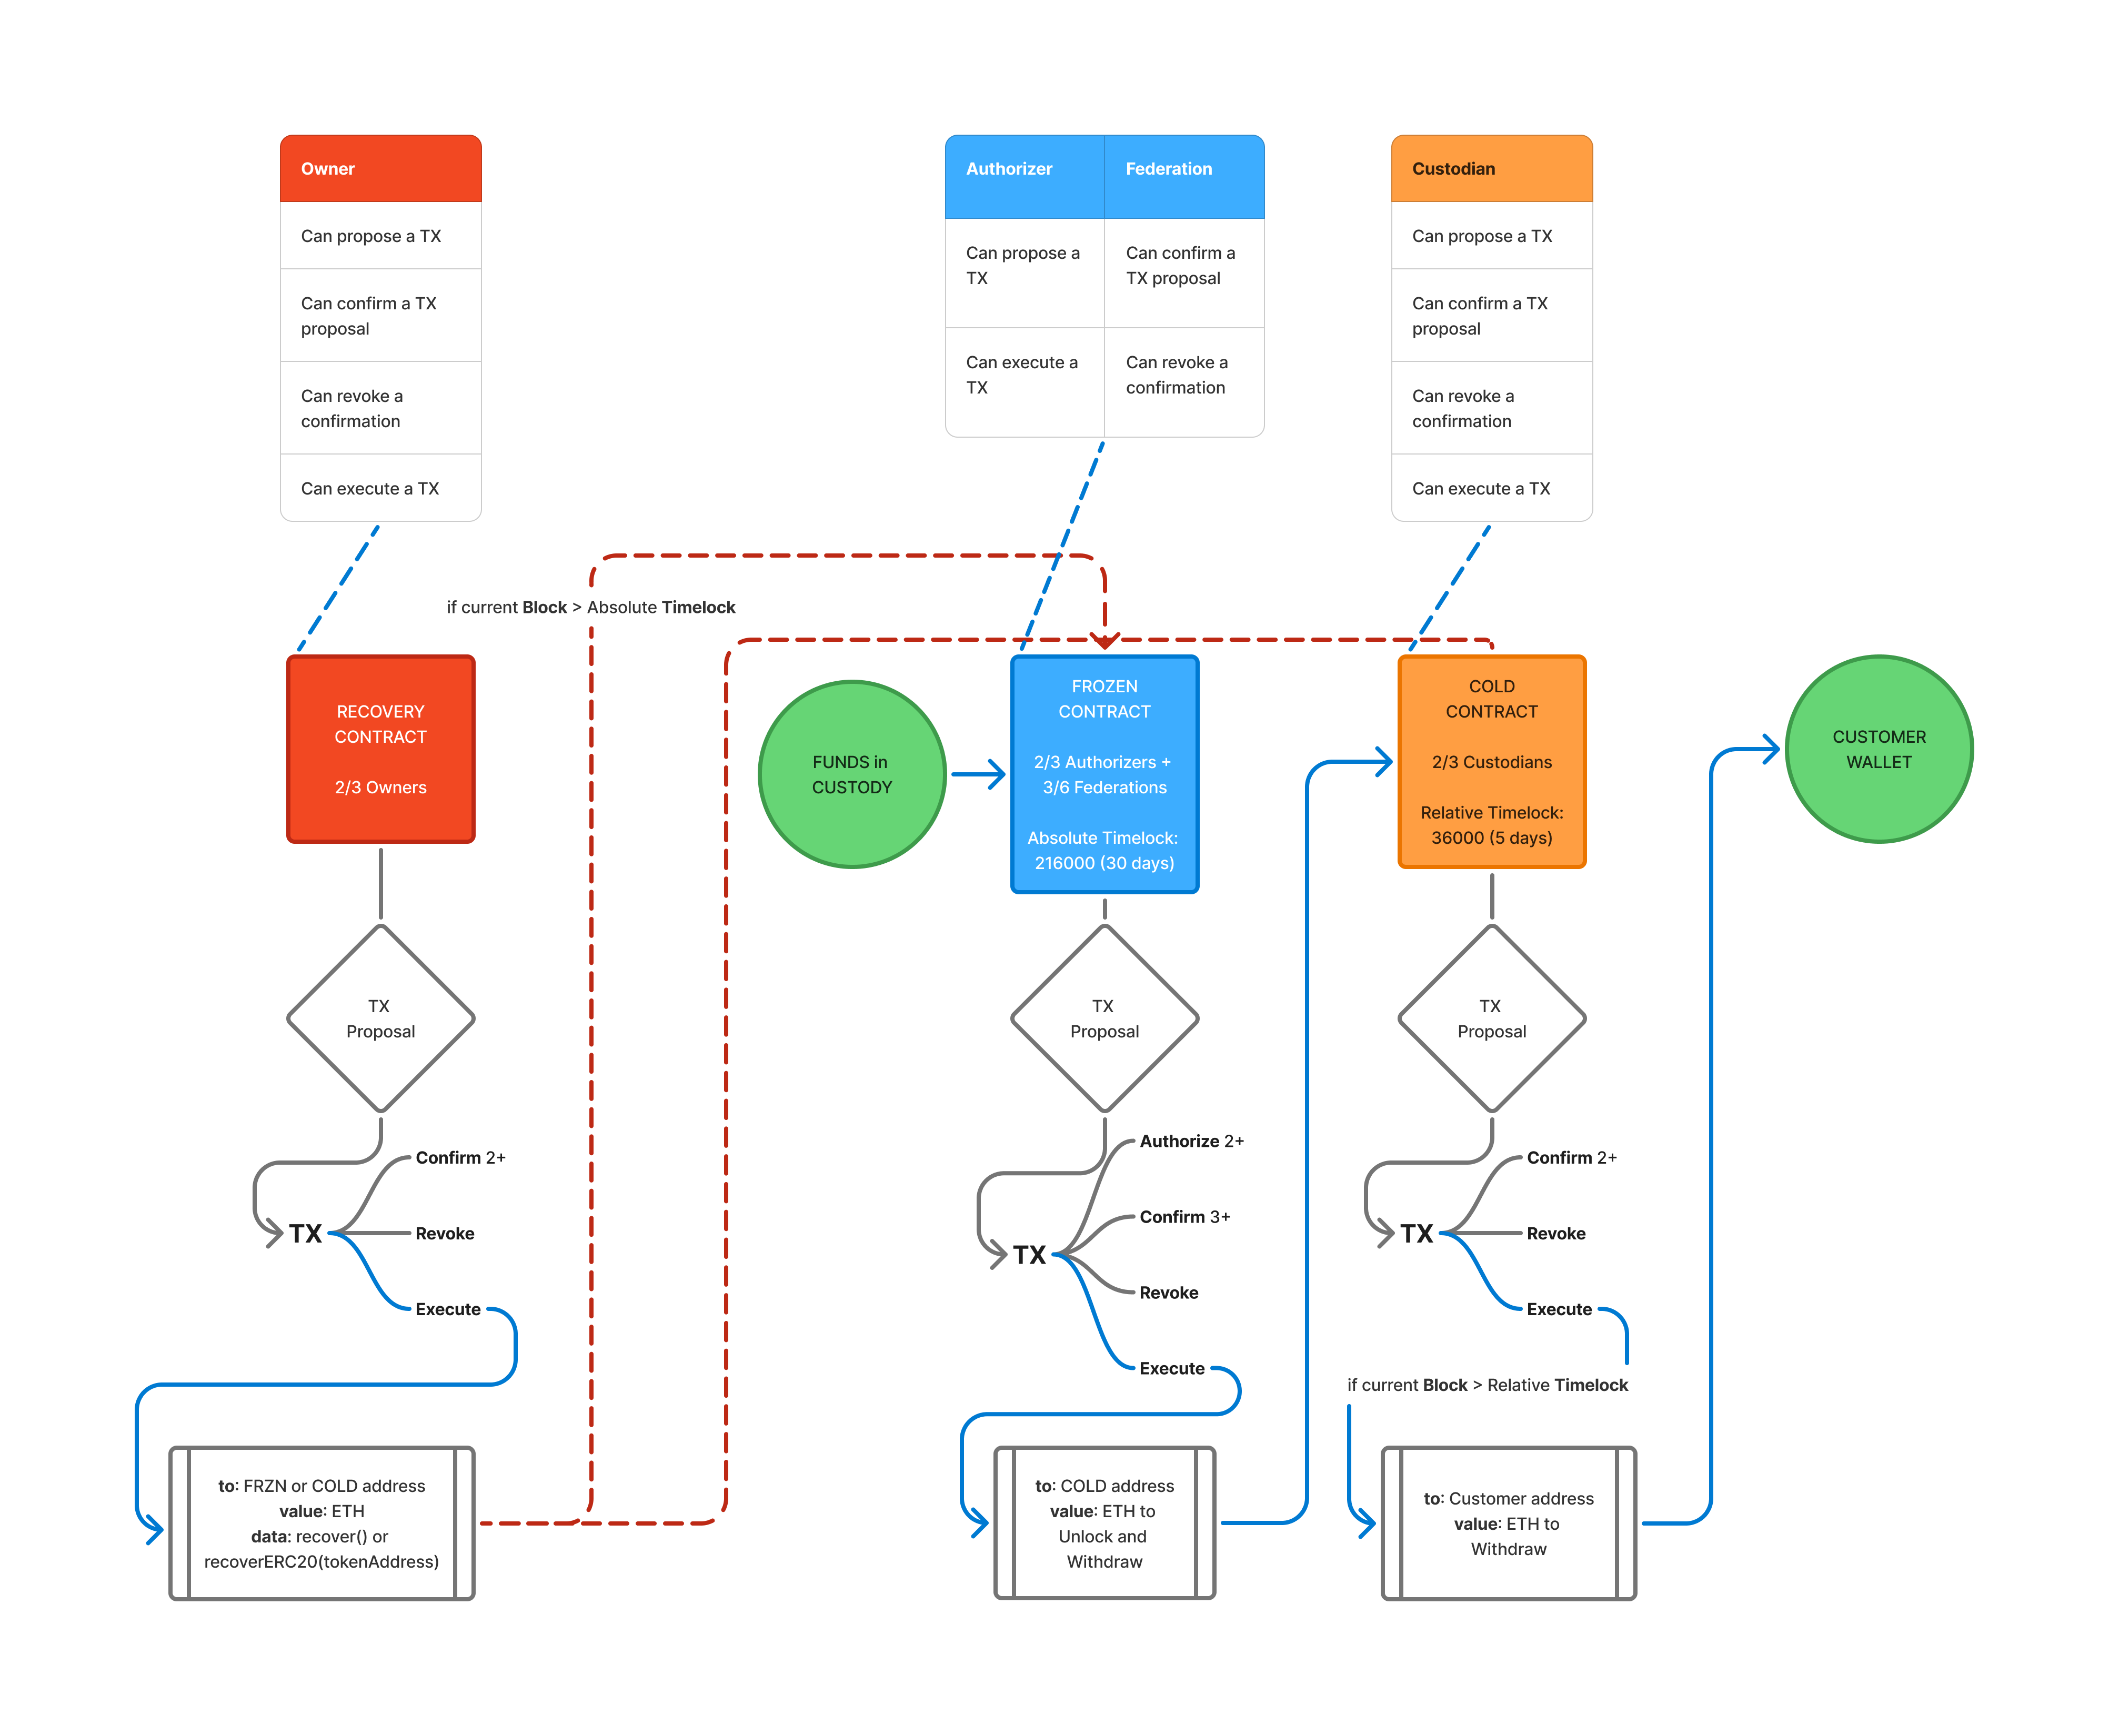 Owner
Can propose a TX
Can confirm a TX
proposal
Can revoke a
confirmation
Can execute a TX
Authorizer
Federation
Can propose a
TX
Can confirm a
TX proposal
Can execute a
TX
Can revoke a
confirmation
Custodian
Can propose a TX
Can confirm a TX
proposal
Can revoke a
confirmation
Can execute a TX
if current Block > Absolute Timelock
RECOVERY
CONTRACT
2/3 Owners
FUNDS in
CUSTODY
FROZEN
CONTRACT
2/3 Authorizers +
3/6 Federations
Absolute Timelock:
216000 (30 days)
COLD
CONTRACT
2/3 Custodians
Relative Timelock:
36000 (5 days)
CUSTOMER
WALLET
TX
Proposal
Confirm 2+
TX
Revoke
Execute
to: FRZN or COLD address
value: ETH
data: recover() or
recoverERC20(tokenAddress)
TX
Proposal
Authorize 2+
Confirm 3+
TX
Revoke
Execute
to: COLD address
value: ETH to
Unlock and
Withdraw
TX
Proposal
Confirm 2+
TX
Revoke
Execute
if current Block > Relative Timelock
to: Customer address
value: ETH to
Withdraw